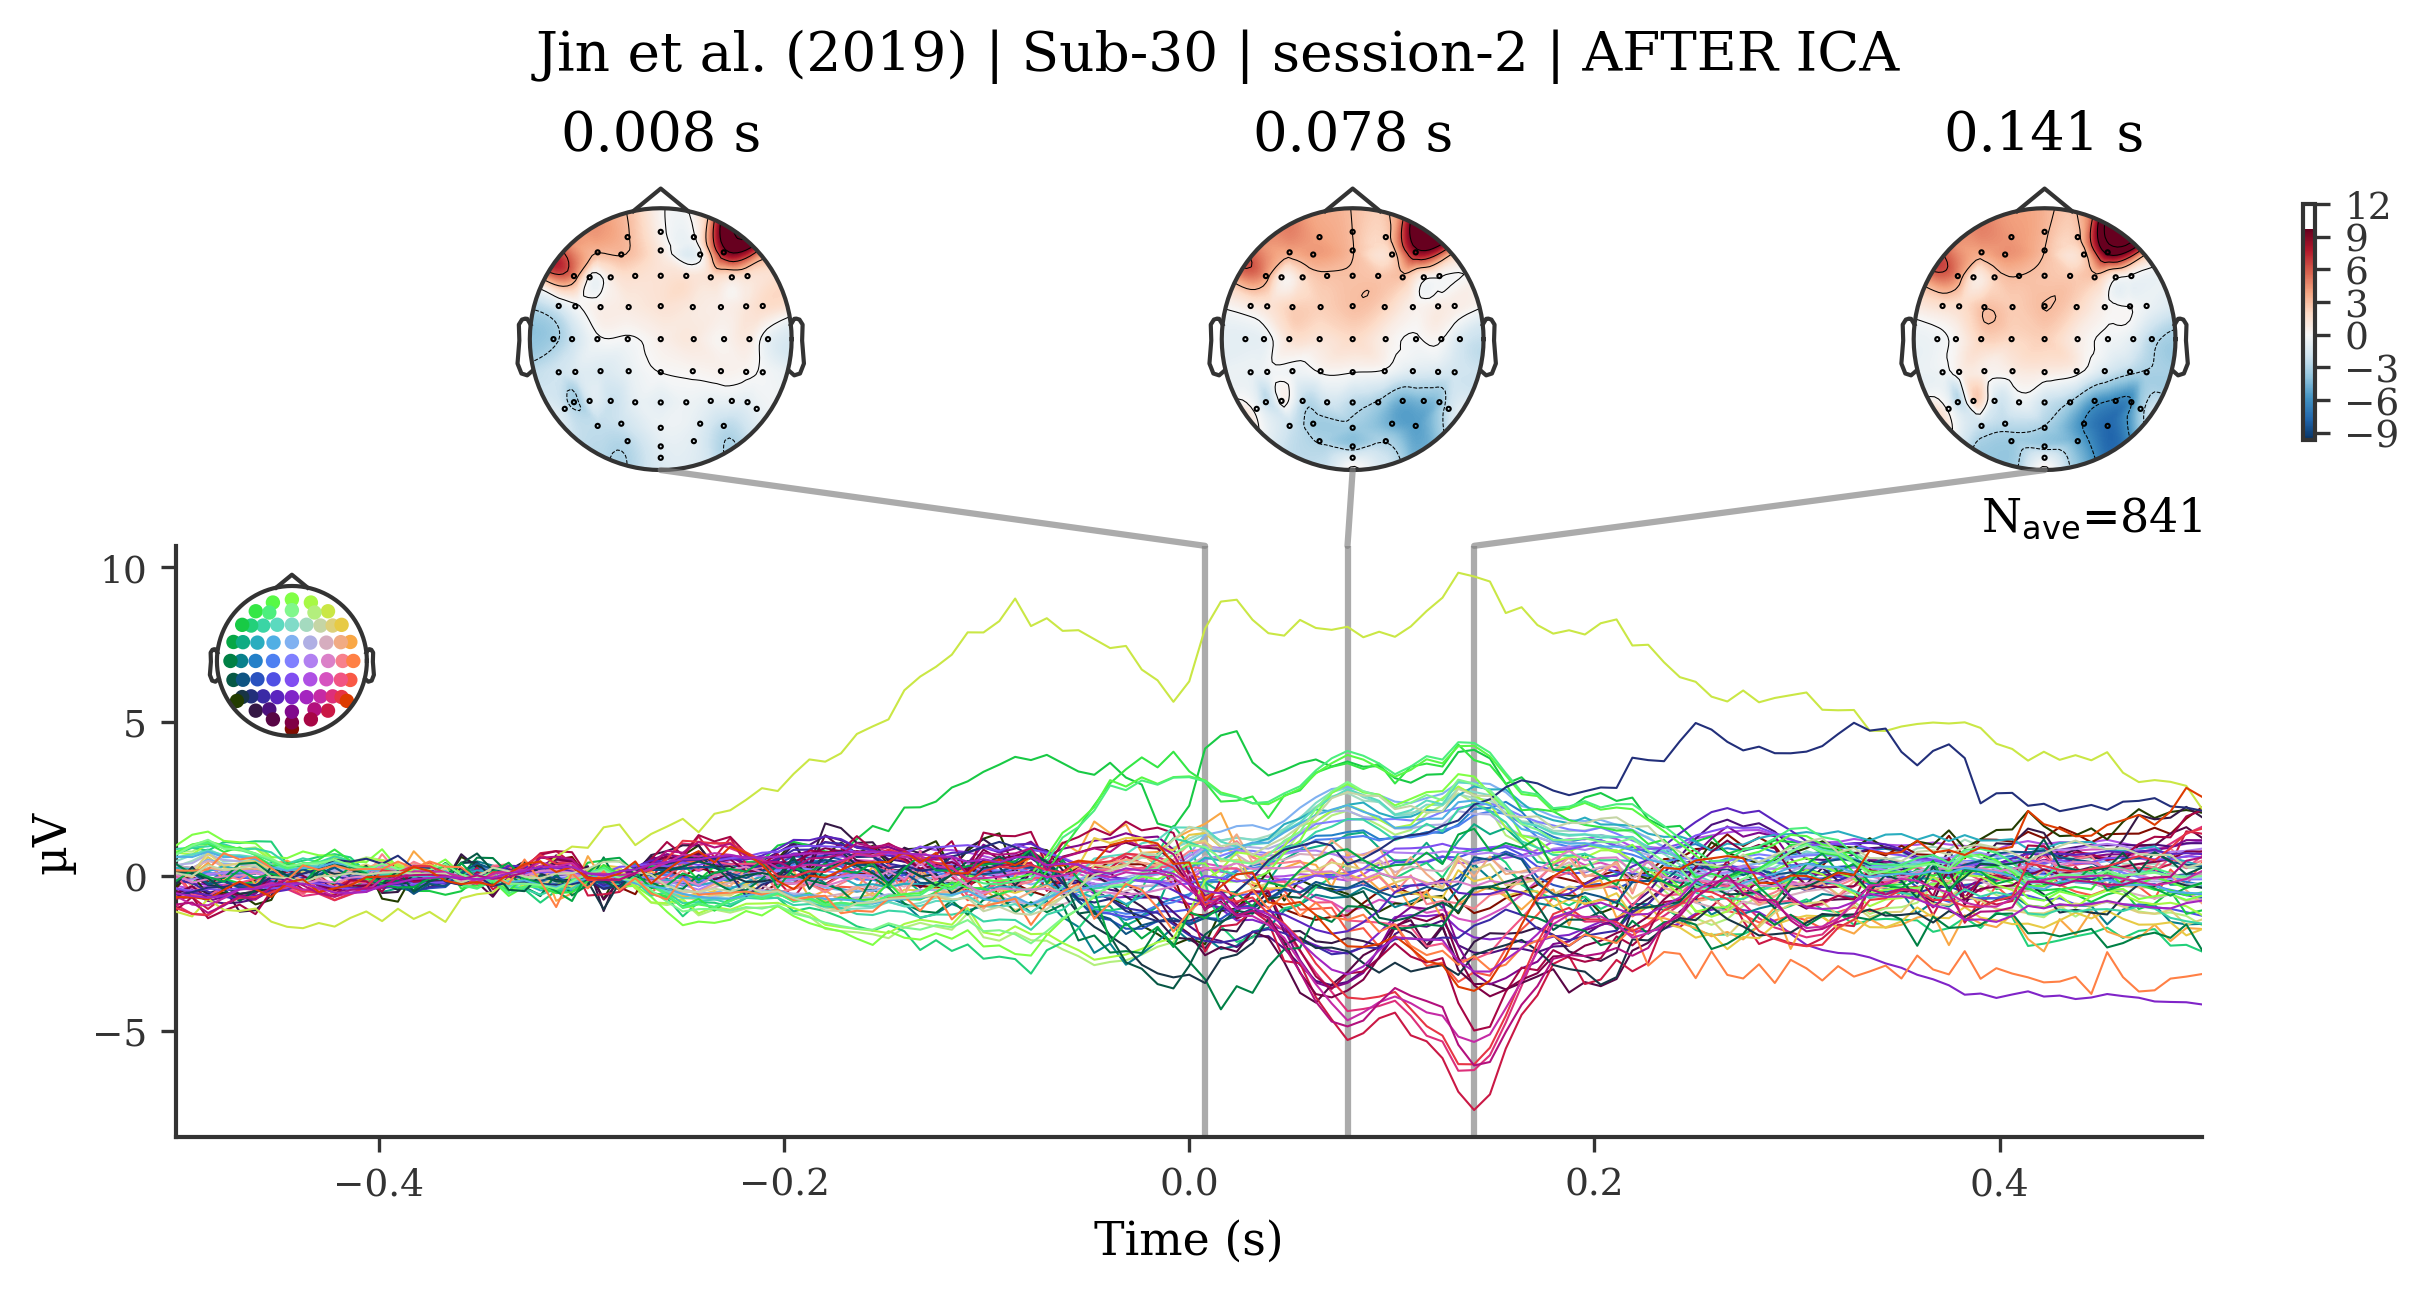 Jin et al. (2019) | Sub-30 | session-2 | AFTER ICA
0.008 s
0.078 s
0.141 s
12
9
6
3
0
−3
−6
−9
Nave=841
10
5
0
−5
µV
−0.4
−0.2
0.0
0.2
0.4
Time (s)